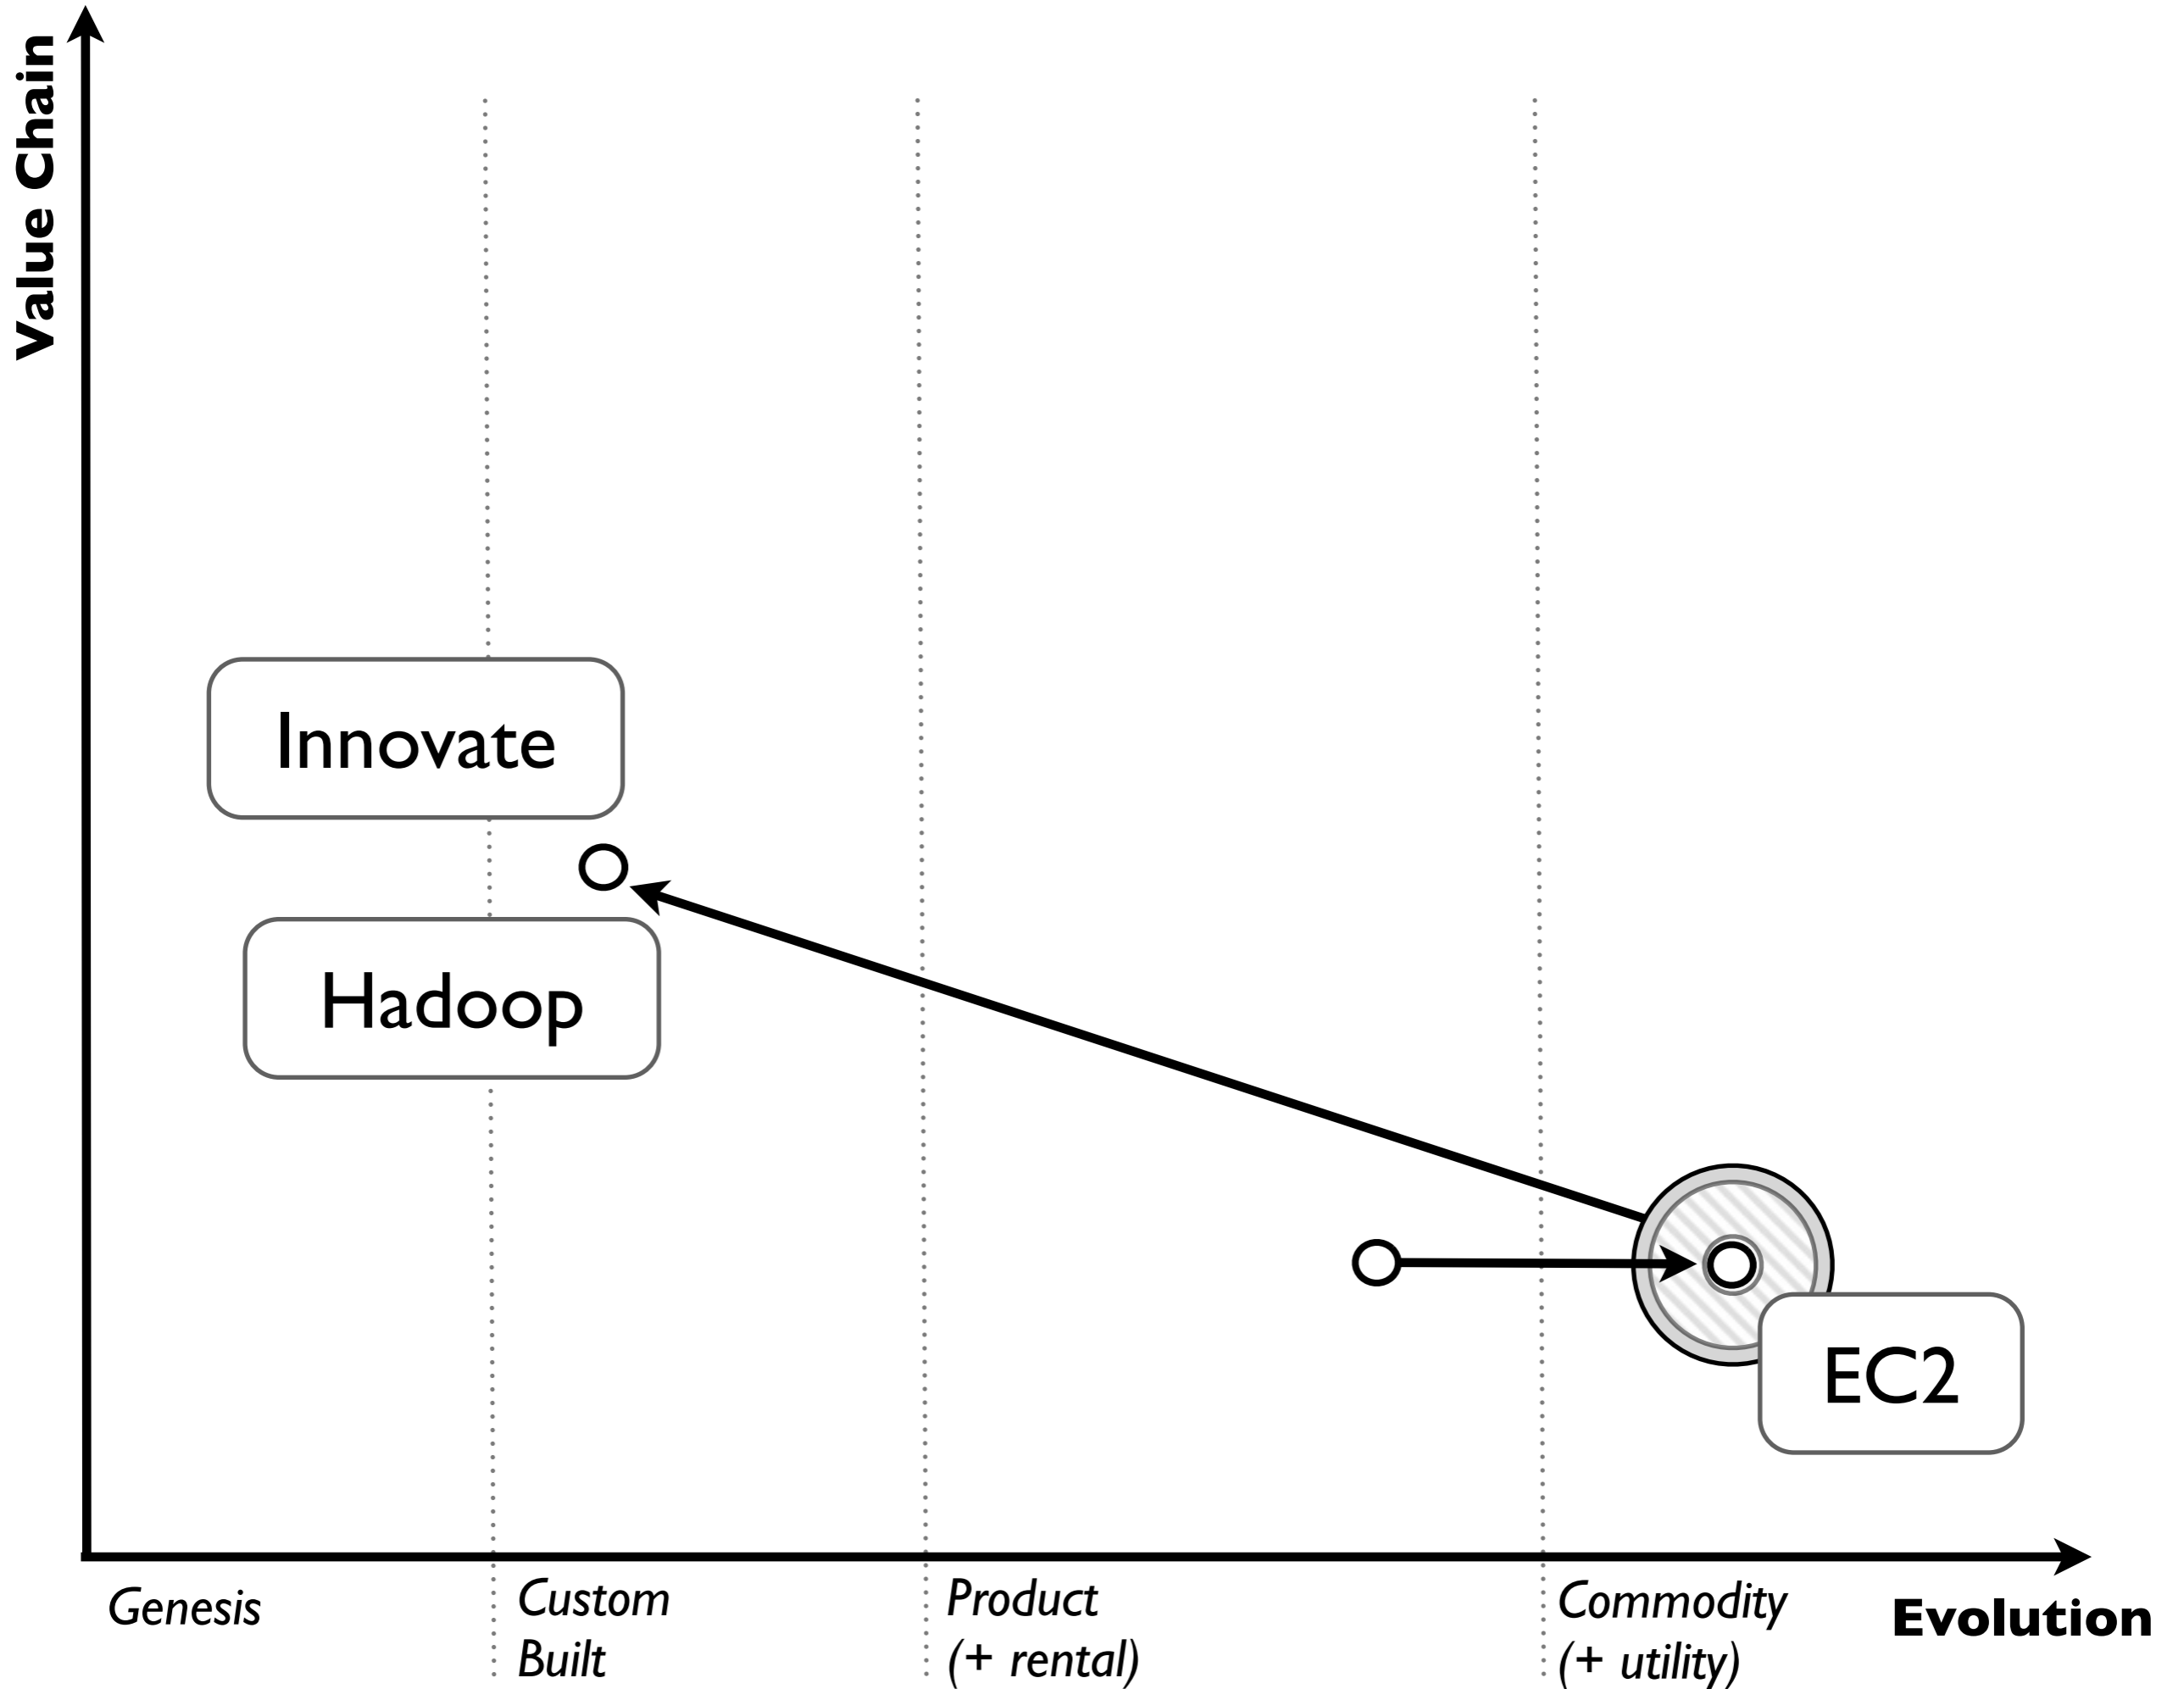 Value Chain
Innovate
Hadoop
EC2
Genesis
Custom
Built
Product
(+ rental)
Commodity
(+ utility)
Evolution